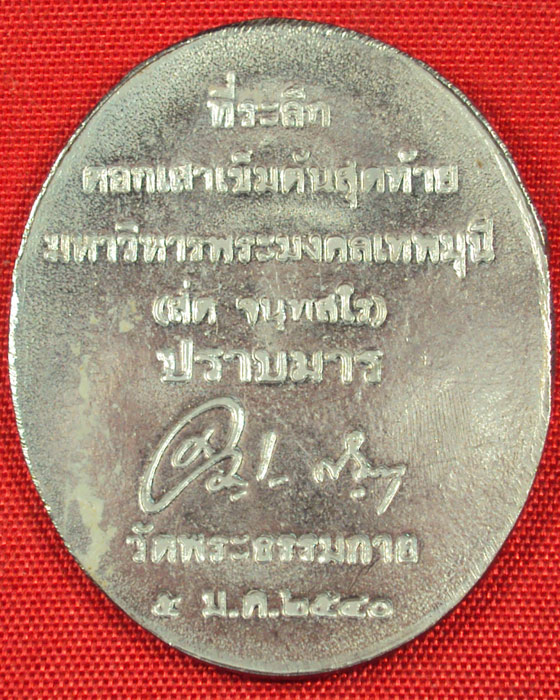 ที่ระลึก
ตอกเสาเข็มต้นสุดท้าย
มหาวิหารพระมงคลเทพมุนี
(สด จนฺทสโร)
ปราบมาร
วัดพระธรรมกาย
๕ ม.ค.๒๕๔๐